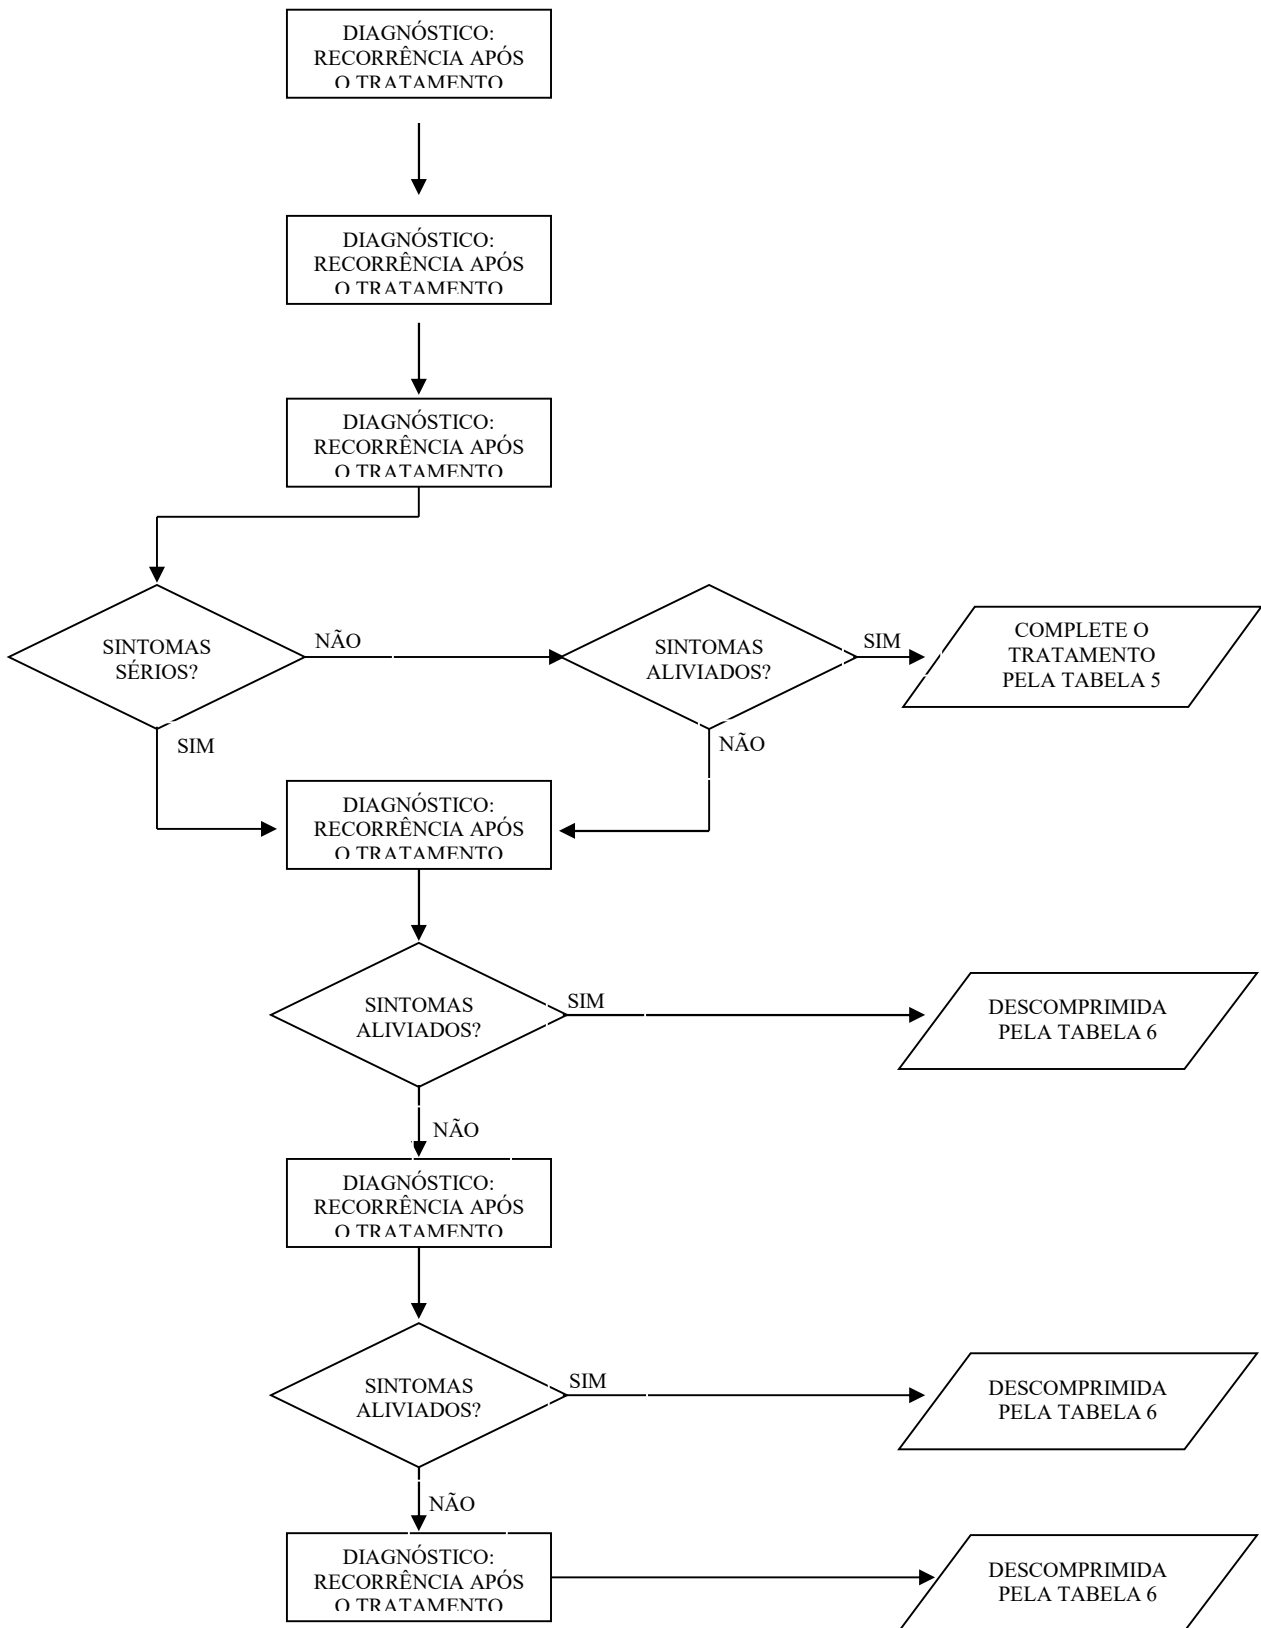 DIAGNÓSTICO:
RECORRÊNCIA APÓS
O TRATAMENTO
DIAGNÓSTICO:
RECORRÊNCIA APÓS
O TRATAMENTO
DIAGNÓSTICO:
RECORRÊNCIA APÓS
O TRATAMENTO
SINTOMAS
SÉRIOS?
NÃO
SINTOMAS
ALIVIADOS?
SIM
COMPLETE O
TRATAMENTO
PELA TABELA 5
SIM
NÃO
DIAGNÓSTICO:
RECORRÊNCIA APÓS
O TRATAMENTO
SINTOMAS
ALIVIADOS?
SIM
DESCOMPRIMIDA
PELA TABELA 6
NÃO
DIAGNÓSTICO:
RECORRÊNCIA APÓS
O TRATAMENTO
SINTOMAS
ALIVIADOS?
SIM
DESCOMPRIMIDA
PELA TABELA 6
NÃO
DIAGNÓSTICO:
RECORRÊNCIA APÓS
O TRATAMENTO
DESCOMPRIMIDA
PELA TABELA 6